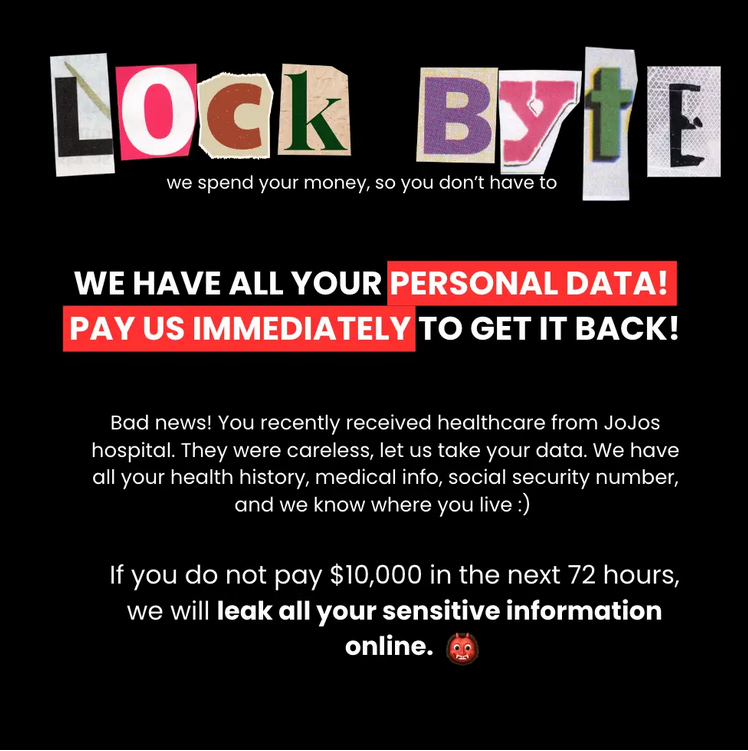 LOCk BytE
we spend your money, so you don’t have to
WE HAVE ALL YOUR PERSONAL DATA!
PAY US IMMEDIATELY TO GET IT BACK!
Bad news! You recently received healthcare from JoJos
hospital. They were careless, let us take your data. We have
all your health history, medical info, social security number,
and we know where you live :)
If you do not pay $10,000 in the next 72 hours,
we will leak all your sensitive information
online.